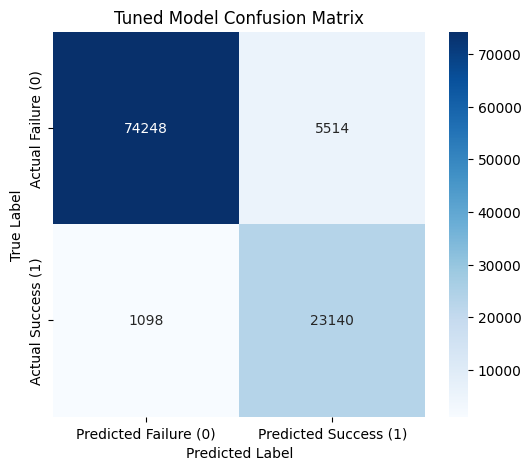 Tuned Model Confusion Matrix
True Label
Actual Failure (0)
Actual Success (1)
74248
5514
1098
23140
Predicted Failure (0)
Predicted Success (1)
Predicted Label
70000
60000
50000
40000
30000
20000
10000